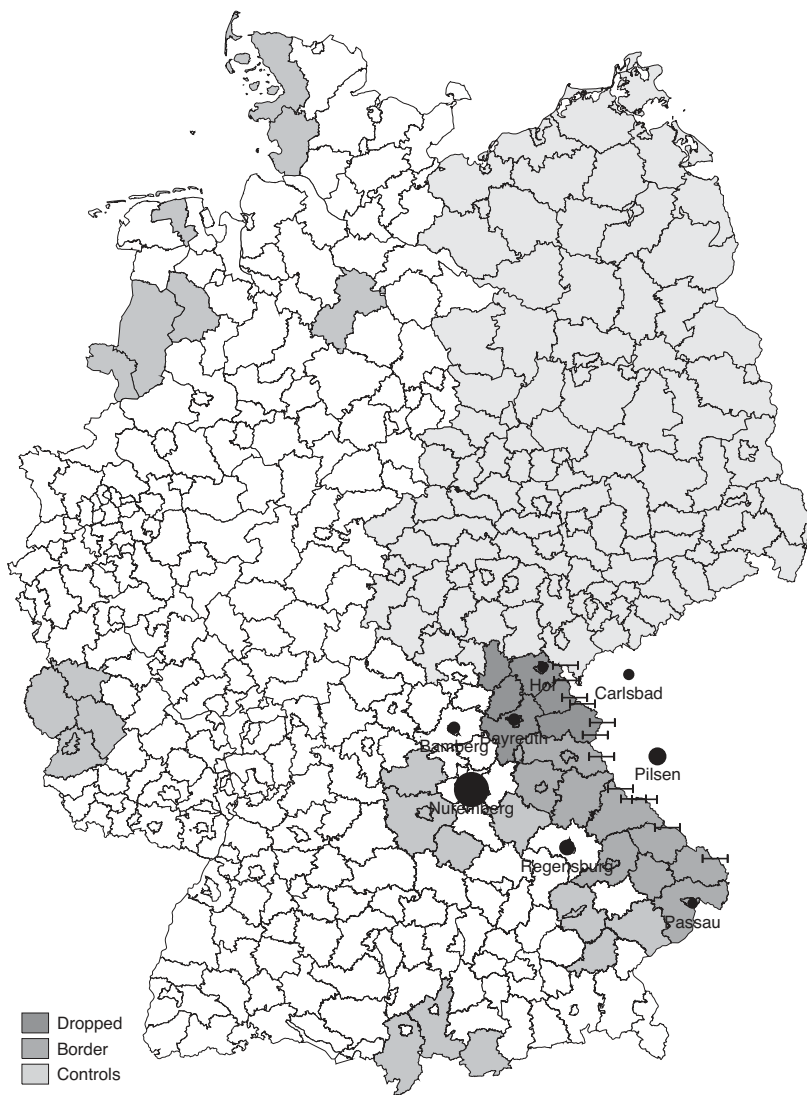 Hof
Carlsbad
Bayreuth
Bamberg
Pilsen
Nuremberg
Regensburg
Passau
Dropped
Border
Controls